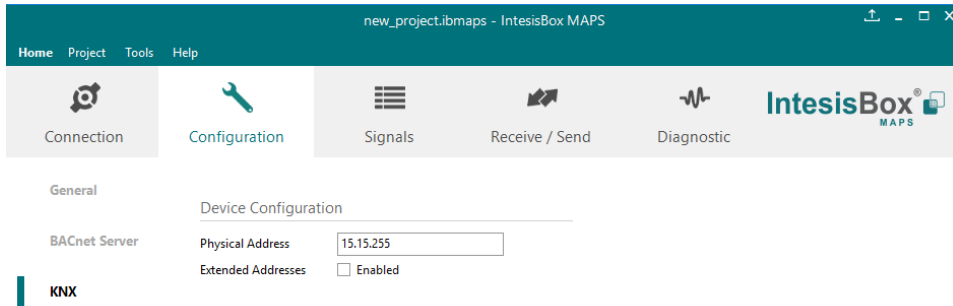 new_project.ibmaps - IntesisBox MAPS
Home Project Tools Help
Connection Configuration Signals Receive / Send Diagnostic IntesisBox® MAPS
General
Device Configuration
BACnet Server
Physical Address 15.15.255
Extended Addresses Enabled
KNX